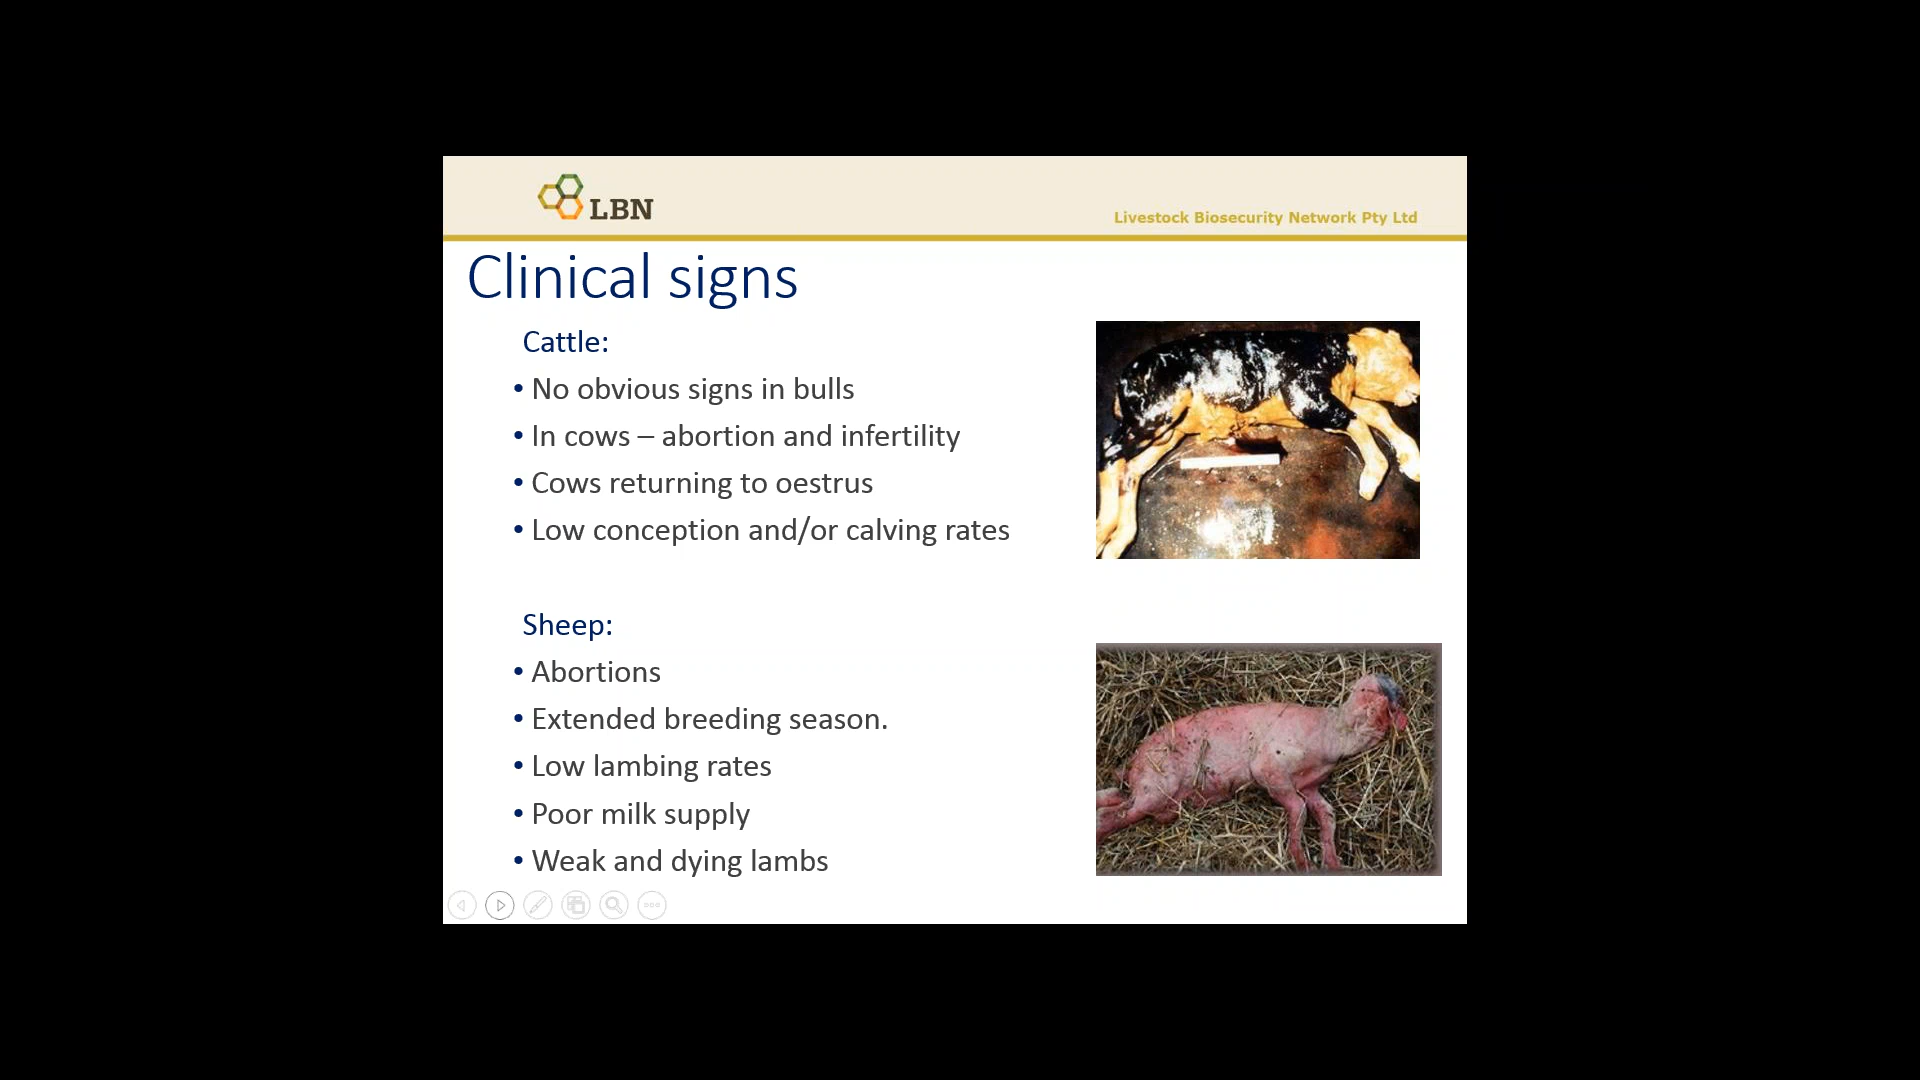 LBN
Livestock Biosecurity Network Pty Ltd
Clinical signs
Cattle:
• No obvious signs in bulls
• In cows – abortion and infertility
• Cows returning to oestrus
• Low conception and/or calving rates
Sheep:
• Abortions
• Extended breeding season.
• Low lambing rates
• Poor milk supply
• Weak and dying lambs